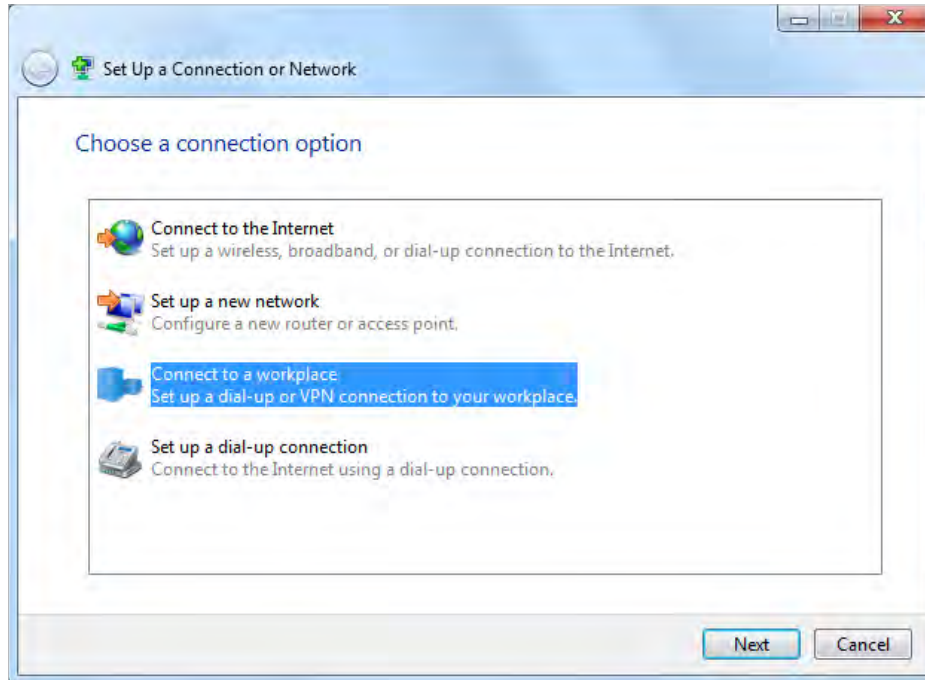 Set Up a Connection or Network
Choose a connection option
Connect to the Internet
Set up a wireless, broadband, or dial-up connection to the Internet.
Set up a new network
Configure a new router or access point.
Connect to a workplace
Set up a dial-up or VPN connection to your workplace.
Set up a dial-up connection
Connect to the Internet using a dial-up connection.
Next
Cancel